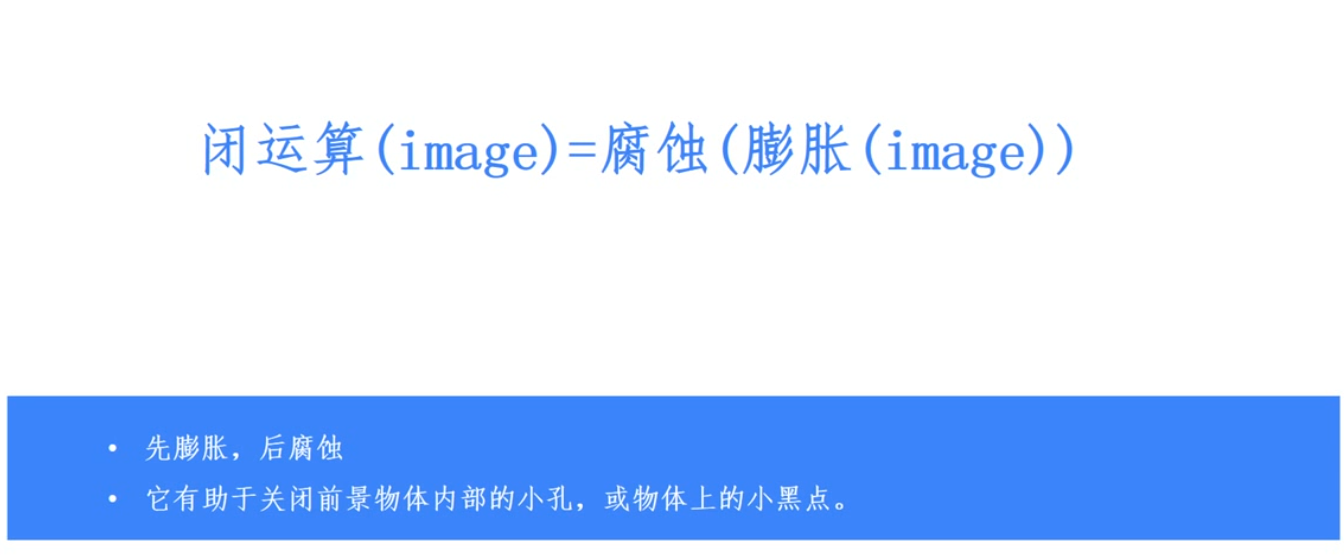 闭运算(image)=腐蚀(膨胀(image))
• 先膨胀，后腐蚀
• 它有助于关闭前景物体内部的小孔，或物体上的小黑点。